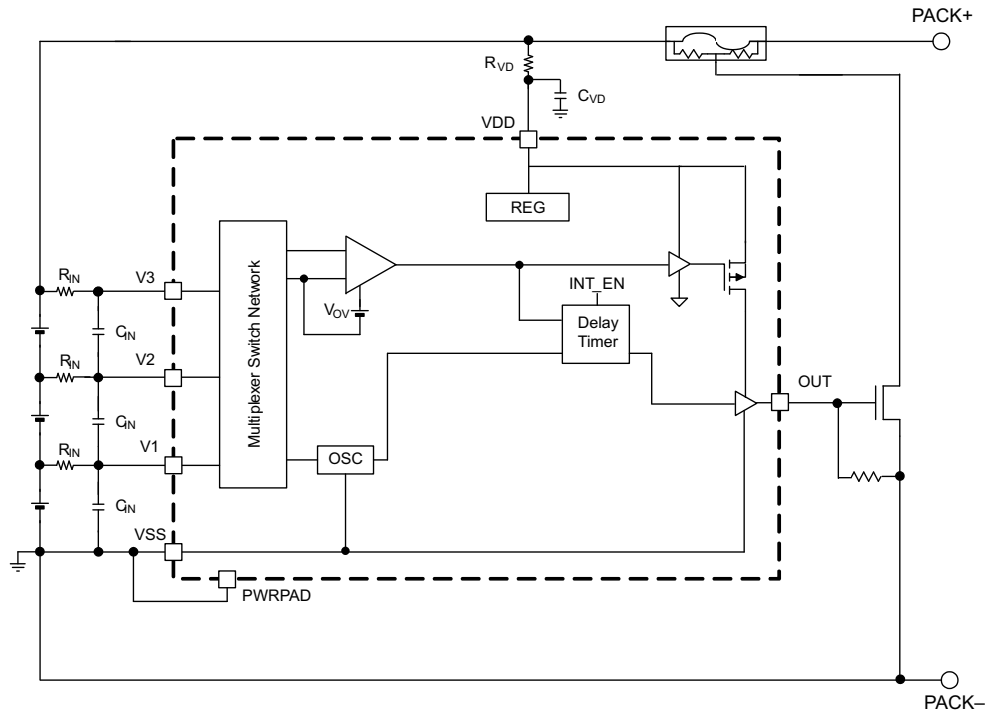 PACK+
RVD
CVD
VDD
REG
RIN
V3
INT_EN
VOV
Delay
Timer
Multiplexer Switch Network
CIN
RIN
V2
OUT
CIN
RIN
V1
OSC
CIN
VSS
PWRPAD
PACK–